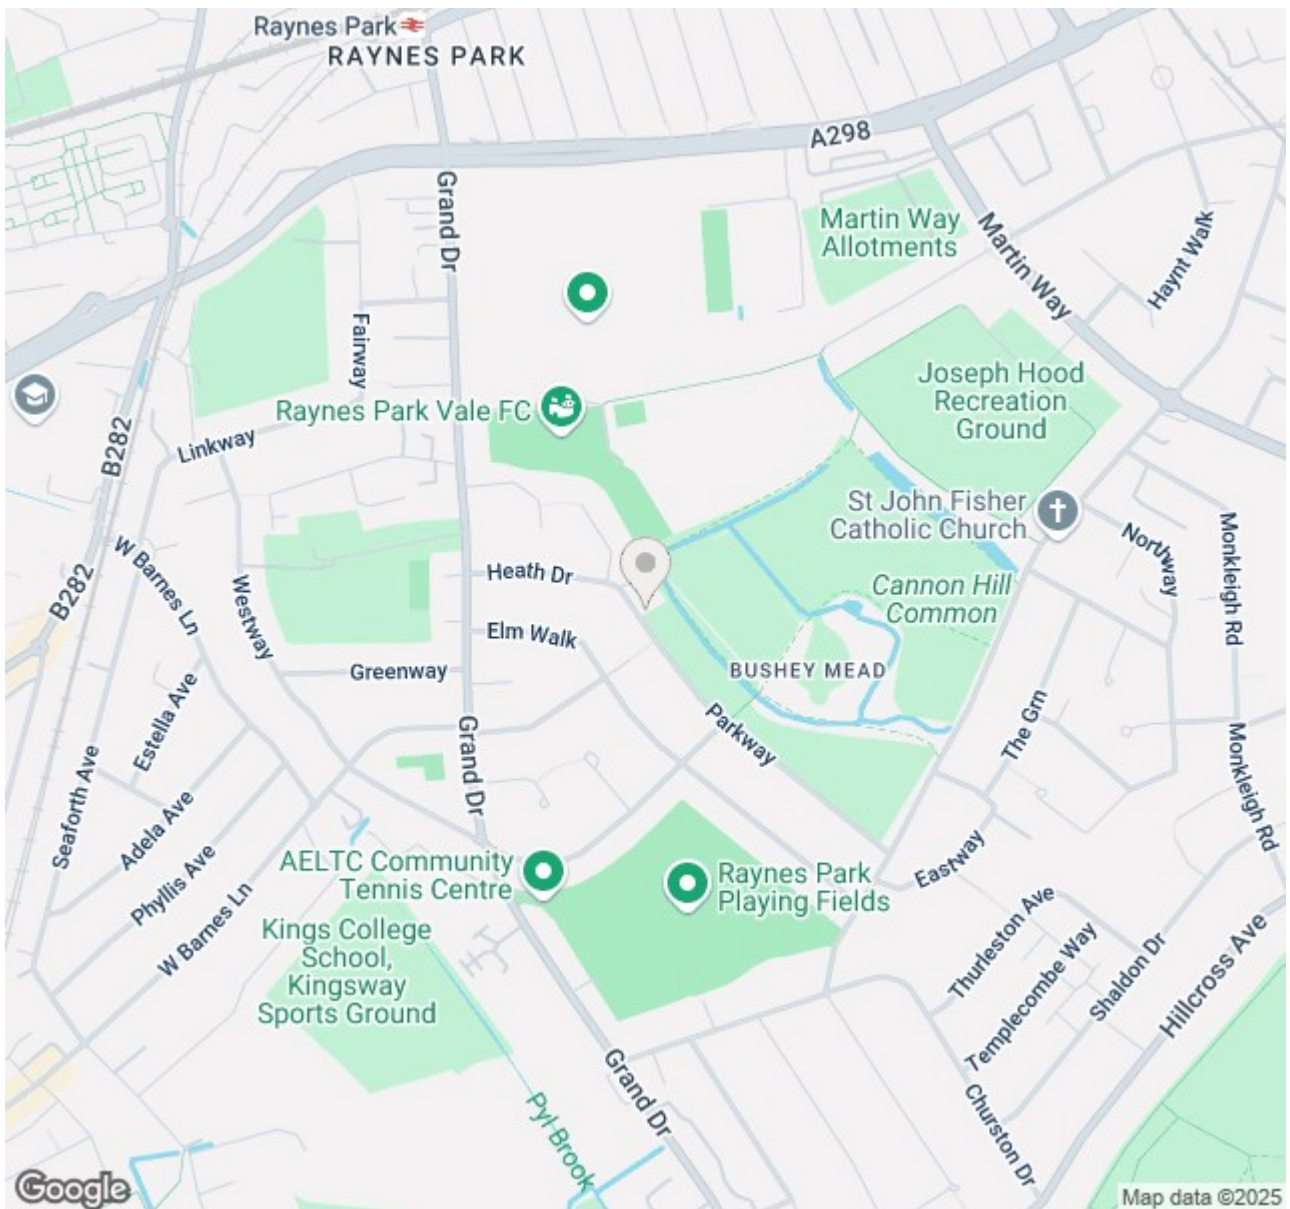 Raynes Park
RAYNES PARK
A298
Grand Dr
Martin Way
Allotments
Martin Way
Haynt Walk
Fairway
Joseph Hood
Recreation
Ground
Raynes Park Vale FC
Linkway
B282
St John Fisher
Catholic Church
Northway
Monkleigh Rd
W Barnes Ln
Heath Dr
Cannon Hill
Common
B282
Westway
Elm Walk
Greenway
BUSHEY MEAD
Estella Ave
Grand Dr
Parkway
The Grn
Monkleigh Rd
Seaforth Ave
Adela Ave
Phyllis Ave
AELTC Community
Tennis Centre
Raynes Park
Playing Fields
Eastway
W Barnes Ln
Kings College
School,
Kingsway
Sports Ground
Thurleston Ave
Templecombe Way
Shaldon Dr
Hillcross Ave
Grand Dr
Pyl Brook
Churston Dr
Google
Map data ©2025